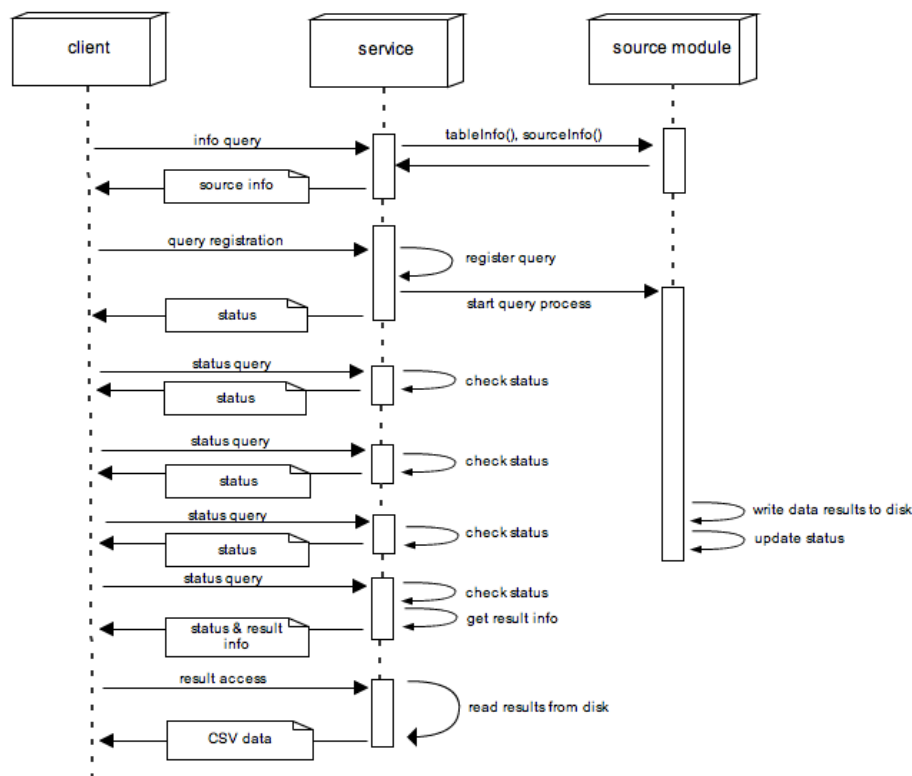 client
service
source module
info query
tableInfo(), sourceInfo()
source info
query registration
register query
start query process
status
status query
check status
status
status query
check status
status
write data results to disk
status query
check status
update status
status
status query
check status
get result info
status & result
info
result access
read results from disk
CSV data